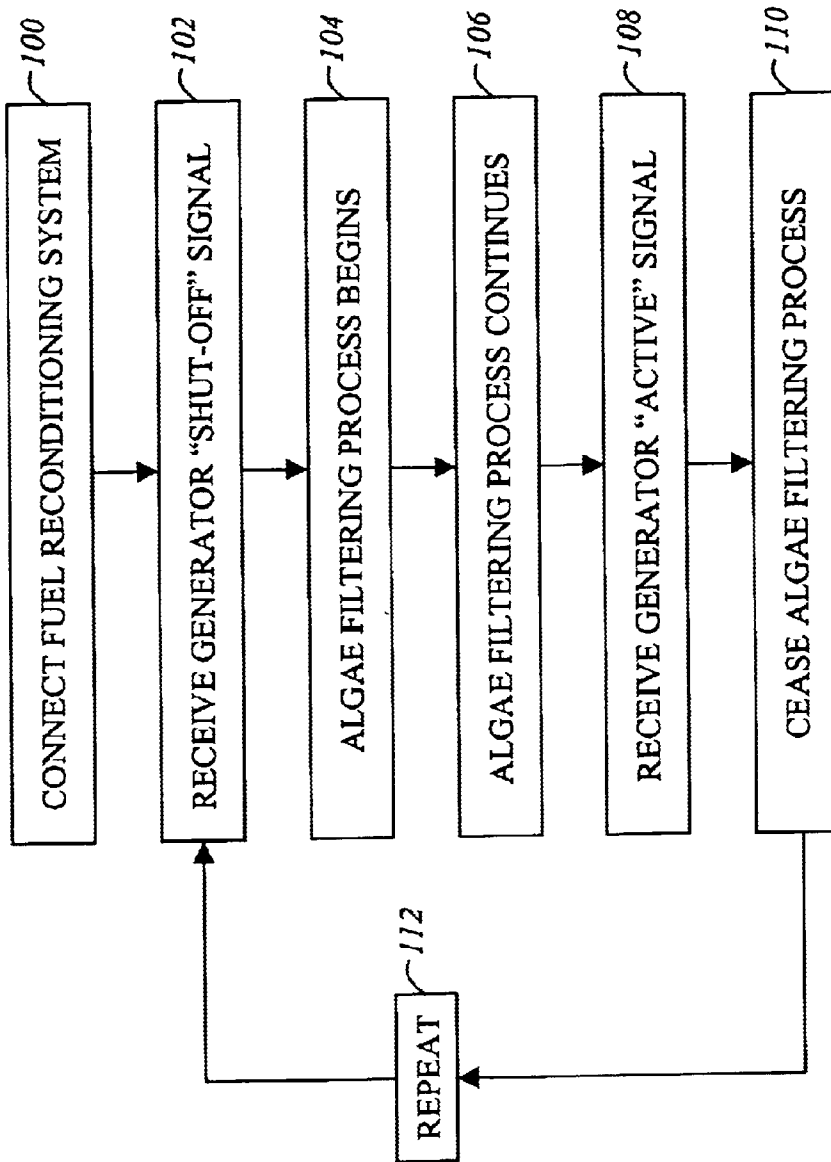 CONNECT FUEL RECONDITIONING SYSTEM
100
RECEIVE GENERATOR “SHUT-OFF” SIGNAL
102
ALGAE FILTERING PROCESS BEGINS
104
ALGAE FILTERING PROCESS CONTINUES
106
RECEIVE GENERATOR “ACTIVE” SIGNAL
108
CEASE ALGAE FILTERING PROCESS
110
REPEAT
112